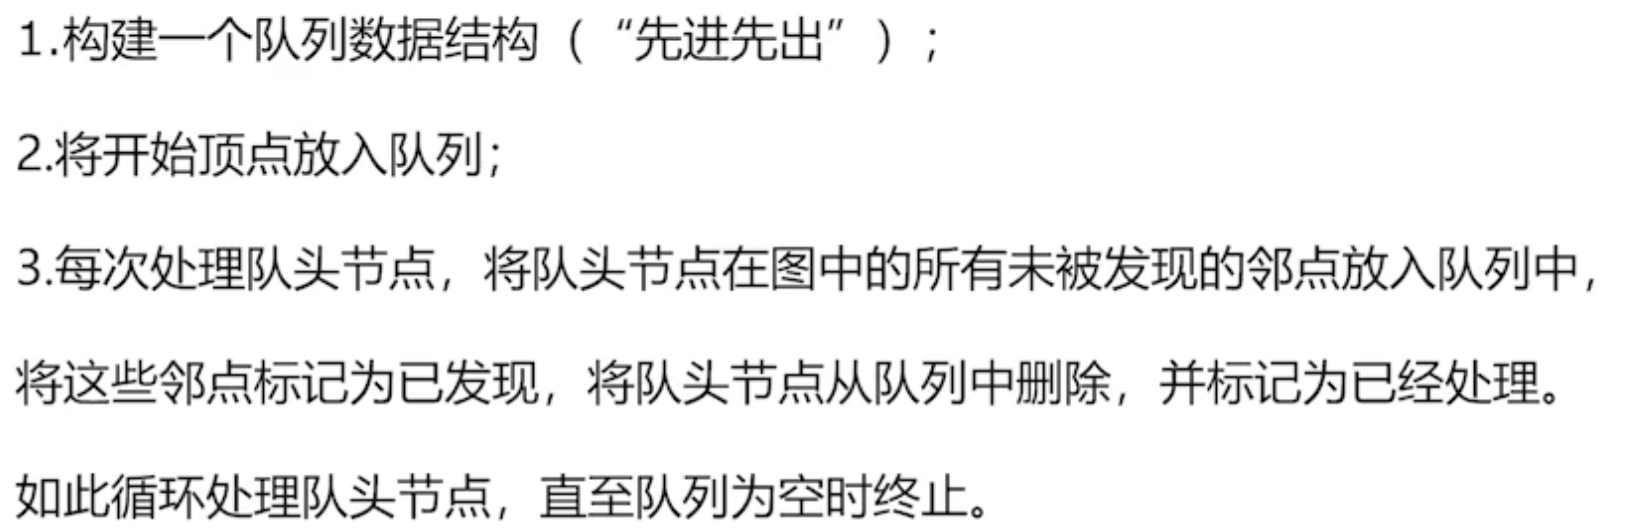 1.构建一个队列数据结构（“先进先出”）；
2.将开始顶点放入队列；
3.每次处理队头节点，将队头节点在图中的所有未被发现的邻点放入队列中，
将这些邻点标记为已发现，将队头节点从队列中删除，并标记为已经处理。
如此循环处理队头节点，直至队列为空时终止。